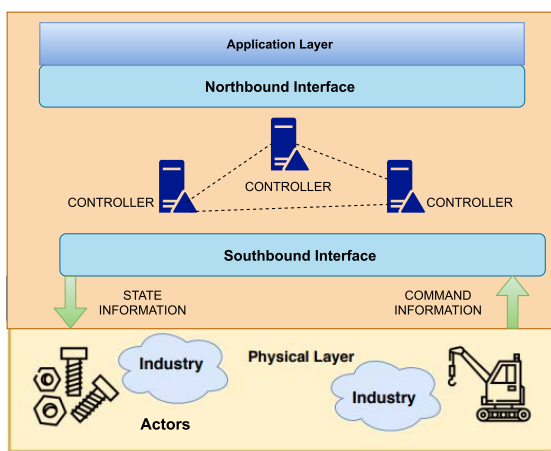 Application Layer
Northbound Interface
CONTROLLER
CONTROLLER
CONTROLLER
Southbound Interface
STATE
INFORMATION
COMMAND
INFORMATION
Industry
Physical Layer
Industry
Actors